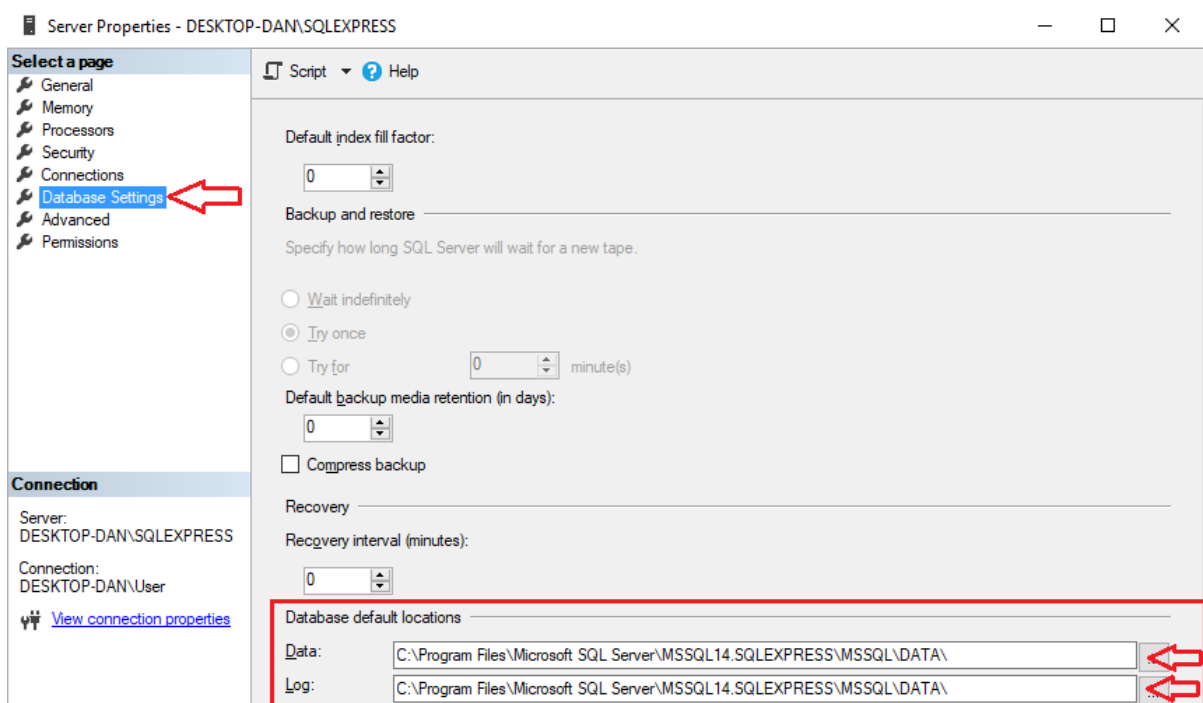 Server Properties - DESKTOP-DAN\SQLEXPRESS
Select a page
General
Memory
Processors
Security
Connections
Database Settings
Advanced
Permissions
Connection
Server:
DESKTOP-DAN\SQLEXPRESS
Connection:
DESKTOP-DAN\User
View connection properties
Script Help
Default index fill factor:
0
Backup and restore
Specify how long SQL Server will wait for a new tape.
Wait indefinitely
Try once
Try for 0 minute(s)
Default backup media retention (in days):
0
Compress backup
Recovery
Recovery interval (minutes):
0
Database default locations
Data: C:\Program Files\Microsoft SQL Server\MSSQL14.SQLEXPRESS\MSSQL\DATA\
Log: C:\Program Files\Microsoft SQL Server\MSSQL14.SQLEXPRESS\MSSQL\DATA\